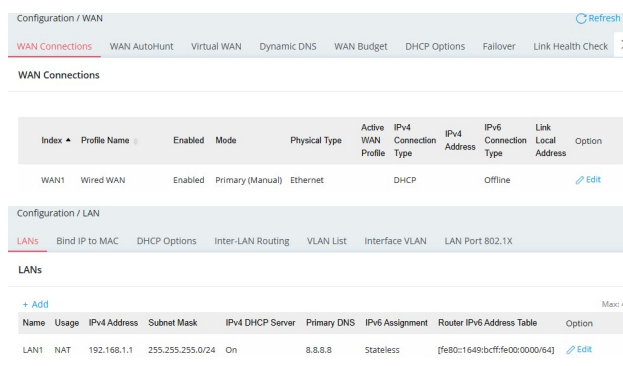 Configuration / WAN
Refresh
WAN Connections WAN AutoHunt Virtual WAN Dynamic DNS WAN Budget DHCP Options Failover Link Health Check
WAN Connections
Index Profile Name Enabled Mode Physical Type Active WAN Profile IPv4 Connection Type IPv4 Address IPv6 Connection Type Link Local Address Option
WAN1 Wired WAN Enabled Primary (Manual) Ethernet DHCP Offline Edit
Configuration / LAN
LANs Bind IP to MAC DHCP Options Inter-LAN Routing VLAN List Interface VLAN LAN Port 802.1X
LANs
+ Add Max:
Name Usage IPv4 Address Subnet Mask IPv4 DHCP Server Primary DNS IPv6 Assignment Router IPv6 Address Table Option
LAN1 NAT 192.168.1.1 255.255.255.0/24 On 8.8.8.8 Stateless [fe80::1649:bcff:fe00:0000/64] Edit